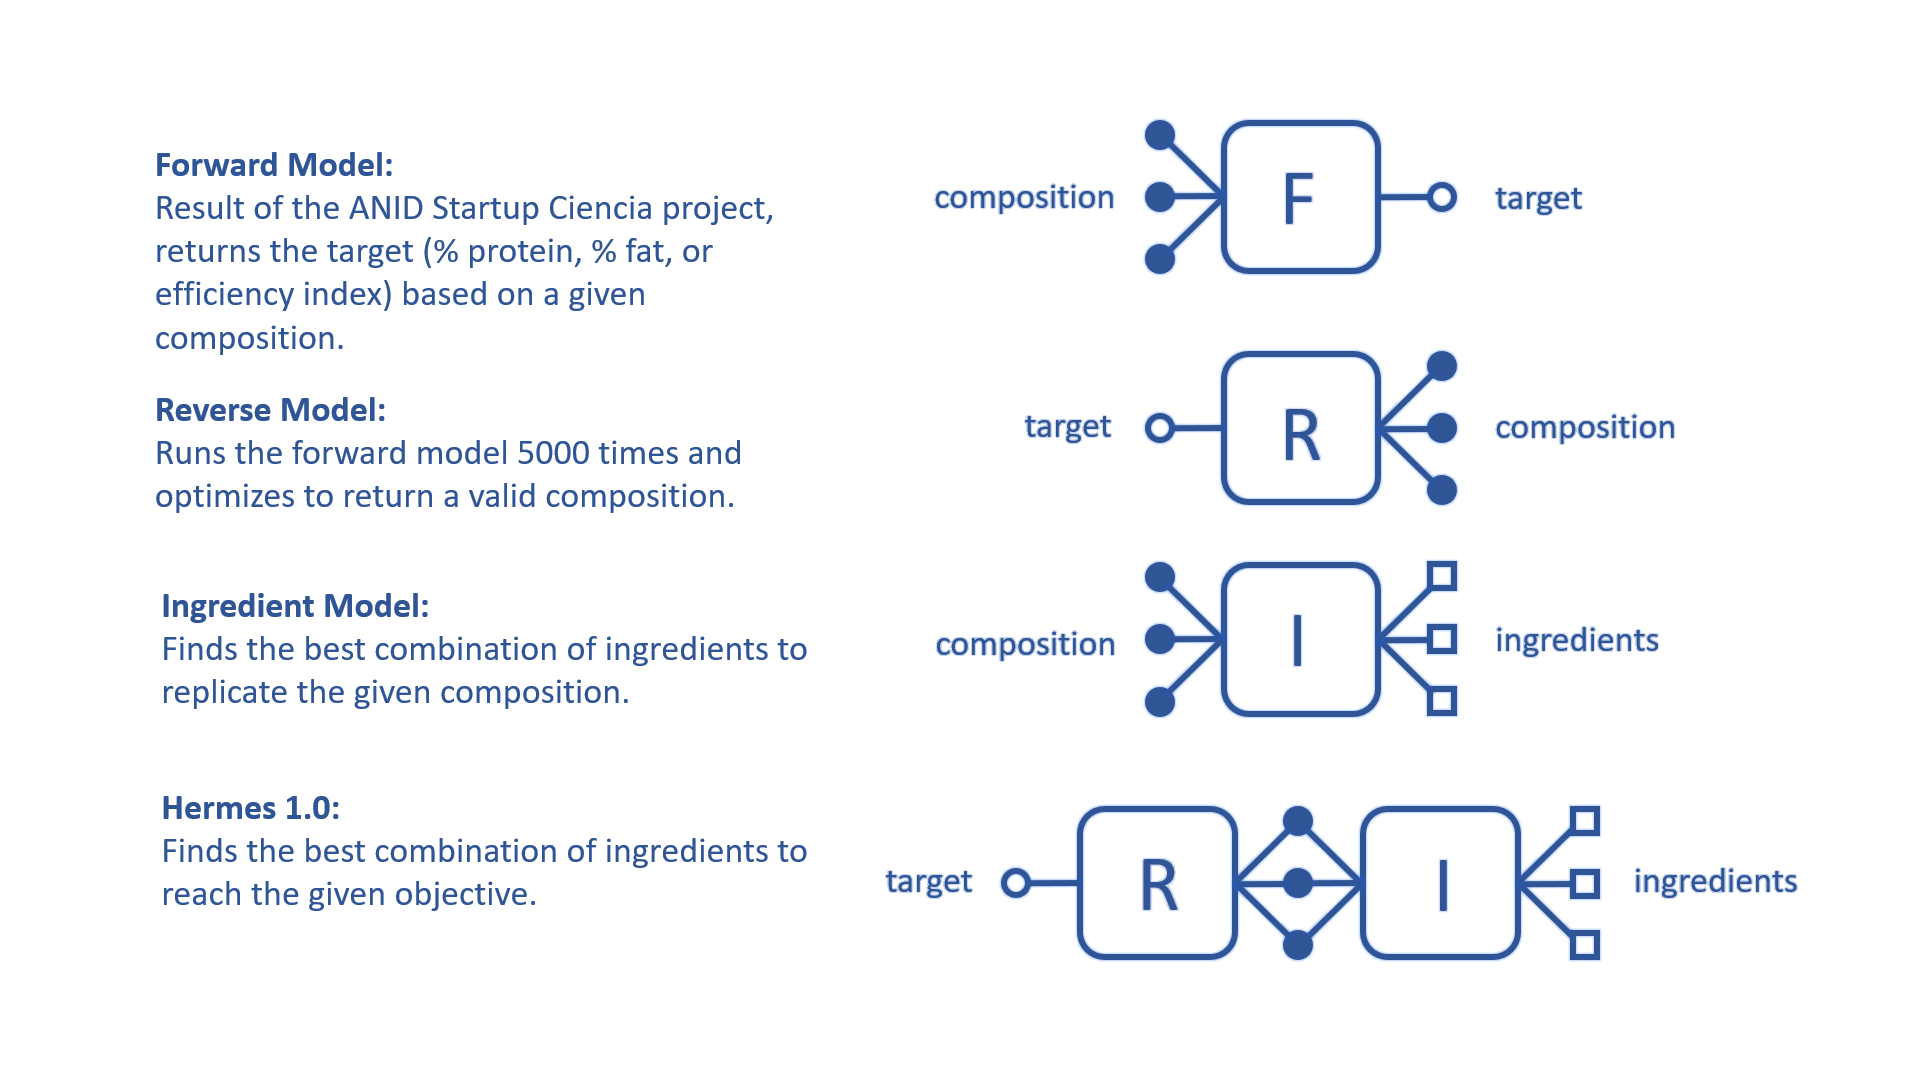 Forward Model:
Result of the ANID Startup Ciencia project,
returns the target (% protein, % fat, or
efficiency index) based on a given
composition.
composition
F
target
Reverse Model:
Runs the forward model 5000 times and
optimizes to return a valid composition.
target
R
composition
Ingredient Model:
Finds the best combination of ingredients to
replicate the given composition.
composition
I
ingredients
Hermes 1.0:
Finds the best combination of ingredients to
reach the given objective.
target
R
I
ingredients